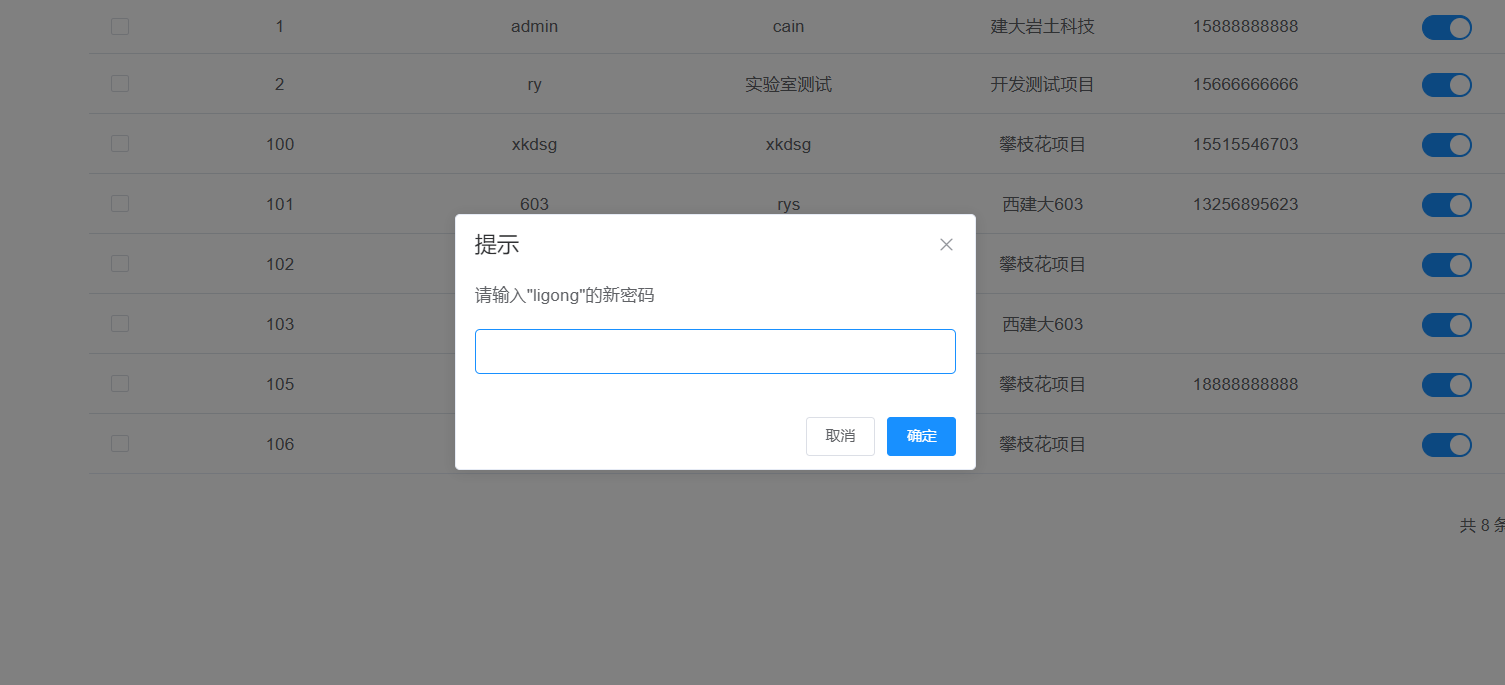 1 admin cain 建大岩土科技 15888888888
2 ry 实验室测试 开发测试项目 15666666666
100 xkdsg xkdsg 攀枝花项目 15515546703
101 603 rys 西建大603 13256895623
提示
请输入"ligong"的新密码
取消 确定
102 攀枝花项目
103 西建大603
105 攀枝花项目 18888888888
106 攀枝花项目
共 8 条